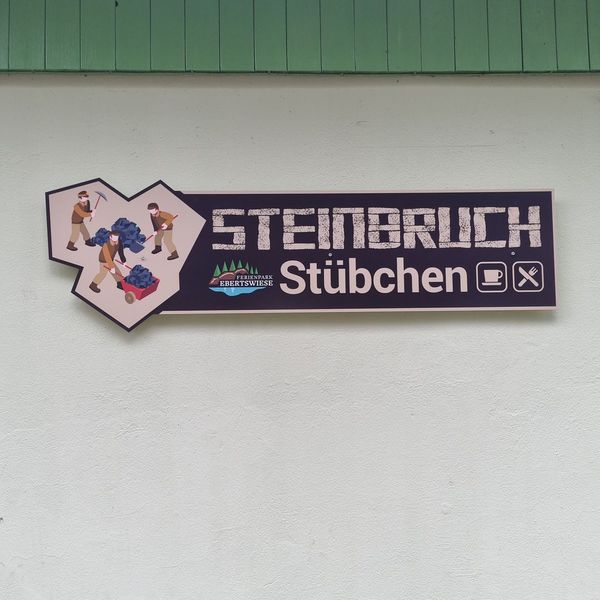 STEINBRUCH
FERIENPARK
EBERTSWIESE
Stübchen